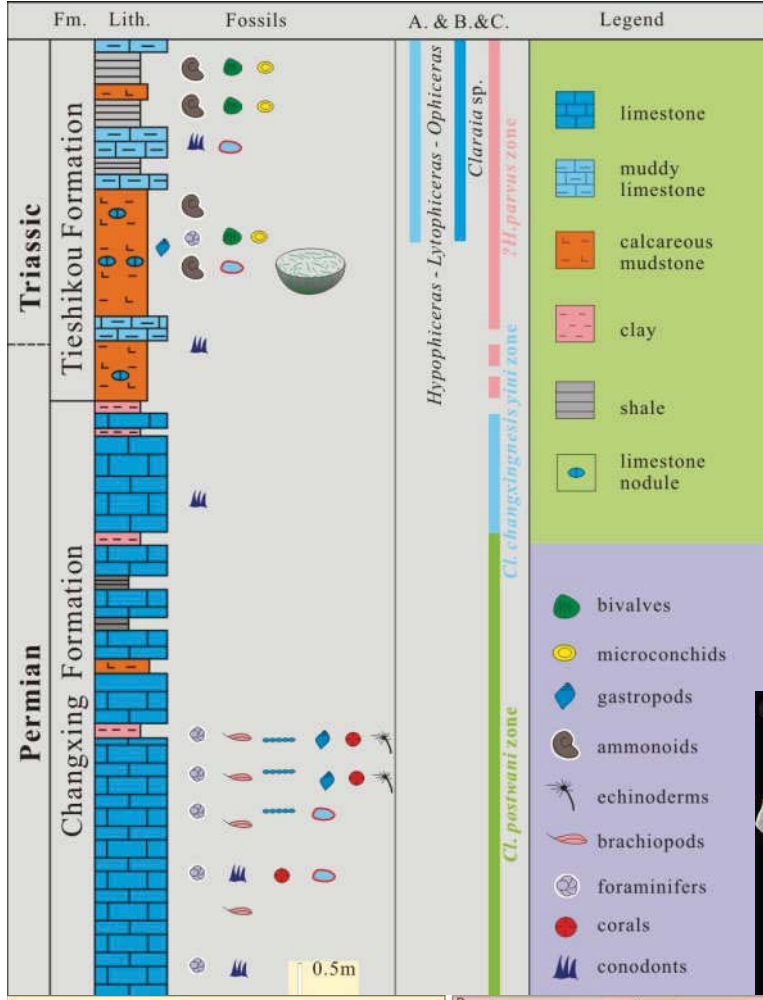 Fm. Lith. Fossils A. & B.&C. Legend
Triassic
Permian
Tieshikou Formation
Changxing Formation
Hypophiceras - Lytophiceras - Ophiceras
Claraia sp.
?H.parvus zone
Cl. changxingnesis yini zone
Cl. postwani zone
0.5m
limestone
muddy
limestone
calcareous
mudstone
clay
shale
limestone
nodule
bivalves
microconchids
gastropods
ammonoids
echinoderms
brachiopods
foraminifers
corals
conodonts